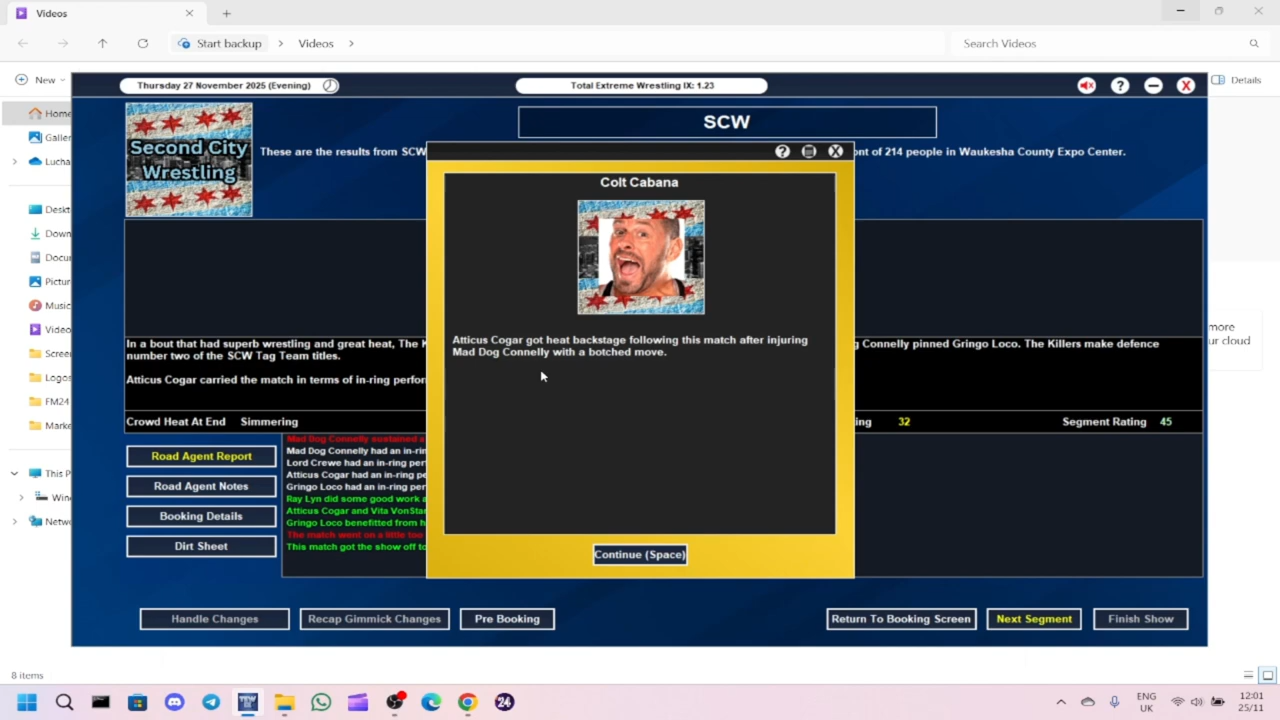 Videos
Start backup
Videos
Search Videos
New
Details
Thursday 27 November 2025 (Evening)
Total Extreme Wrestling IX: 1.23
Home
SCW
Second City
Wrestling
These are the results from SCW
ont of 214 people in Waukesha County Expo Center.
Colt Cabana
Atticus Cogar got heat backstage following this match after injuring
Mad Dog Connelly with a botched move.
Continue (Space)
In a bout that had superb wrestling and great heat, The K
g Connelly pinned Gringo Loco. The Killers make defence
number two of the SCW Tag Team titles.
Atticus Cogar carried the match in terms of in-ring perfor
Crowd Heat At End Simmering
ing 32
Segment Rating 45
Road Agent Report
Road Agent Notes
Booking Details
Dirt Sheet
Mad Dog Connelly sustained a
Mad Dog Connelly had an in-rin
Lord Crewe had an in-ring per
Atticus Cogar had an in-ring pe
Gringo Loco had an in-ring per
Ray Lyn did some good work a
Atticus Cogar and Vita VonStar
Gringo Loco benefitted from h
The match went on a little too
This match got the show off to
Handle Changes
Recap Gimmick Changes
Pre Booking
Return To Booking Screen
Next Segment
Finish Show
Galler
Lucha
Deskt
Down
Docur
Pictur
Music
Video
Screen
Logos
FM24
Marke
This P
Wine
Netwo
more
ur cloud
8 items
TEW
24
ENG
UK
12:01
25/11